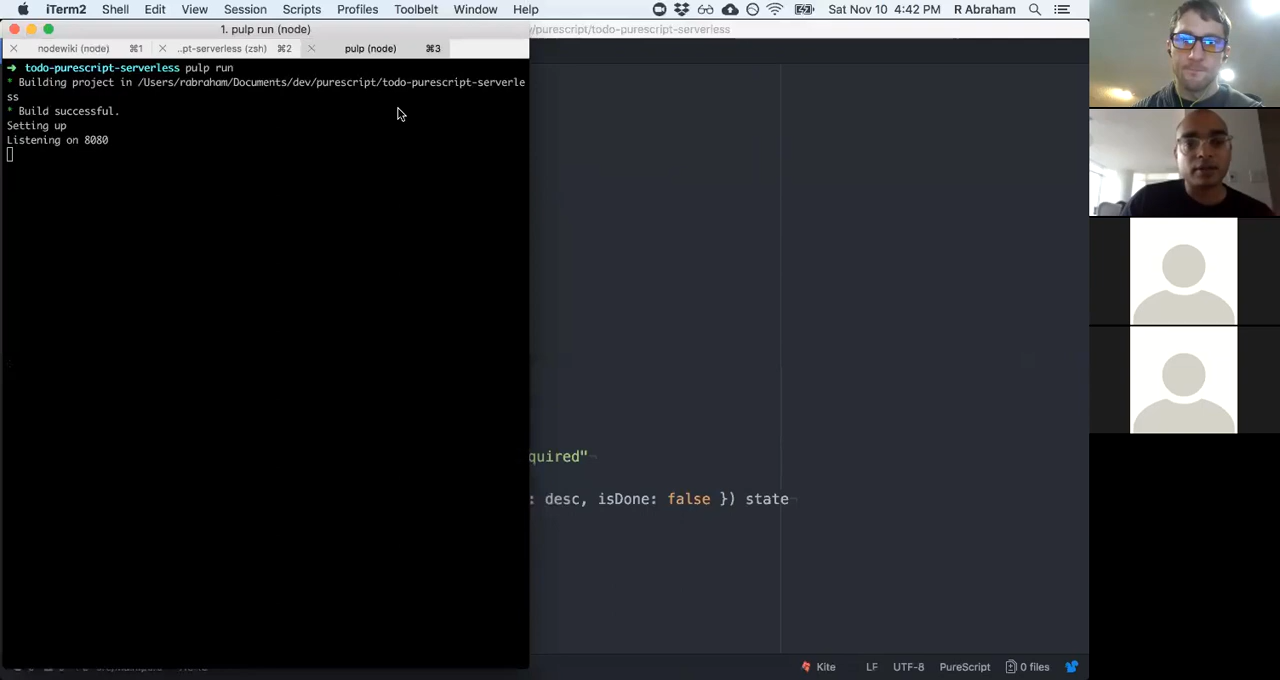 iTerm2 Shell Edit View Session Scripts Profiles Toolbelt Window Help Sat Nov 10 4:42 PM R Abraham
1. pulp run (node) /purescript/todo-purescript-serverless
nodewiki (node) ⌘1 ..pt-serverless (zsh) ⌘2 pulp (node) ⌘3
➜ todo-purescript-serverless pulp run
* Building project in /Users/rabraham/Documents/dev/purescript/todo-purescript-serverle
ss
* Build successful.
Setting up
Listening on 8080
quired"
: desc, isDone: false }) state
Kite LF UTF-8 PureScript 0 files